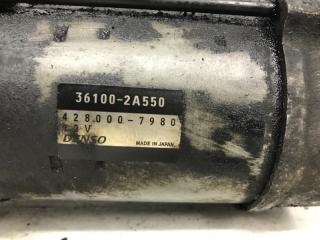 36100-2A550
428000-7980
12V
DENSO MADE IN JAPAN